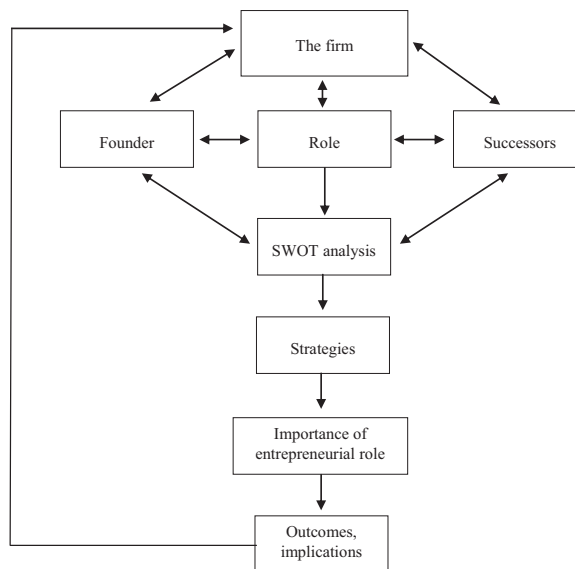 The firm
Founder
Role
Successors
SWOT analysis
Strategies
Importance of
entrepreneurial role
Outcomes,
implications